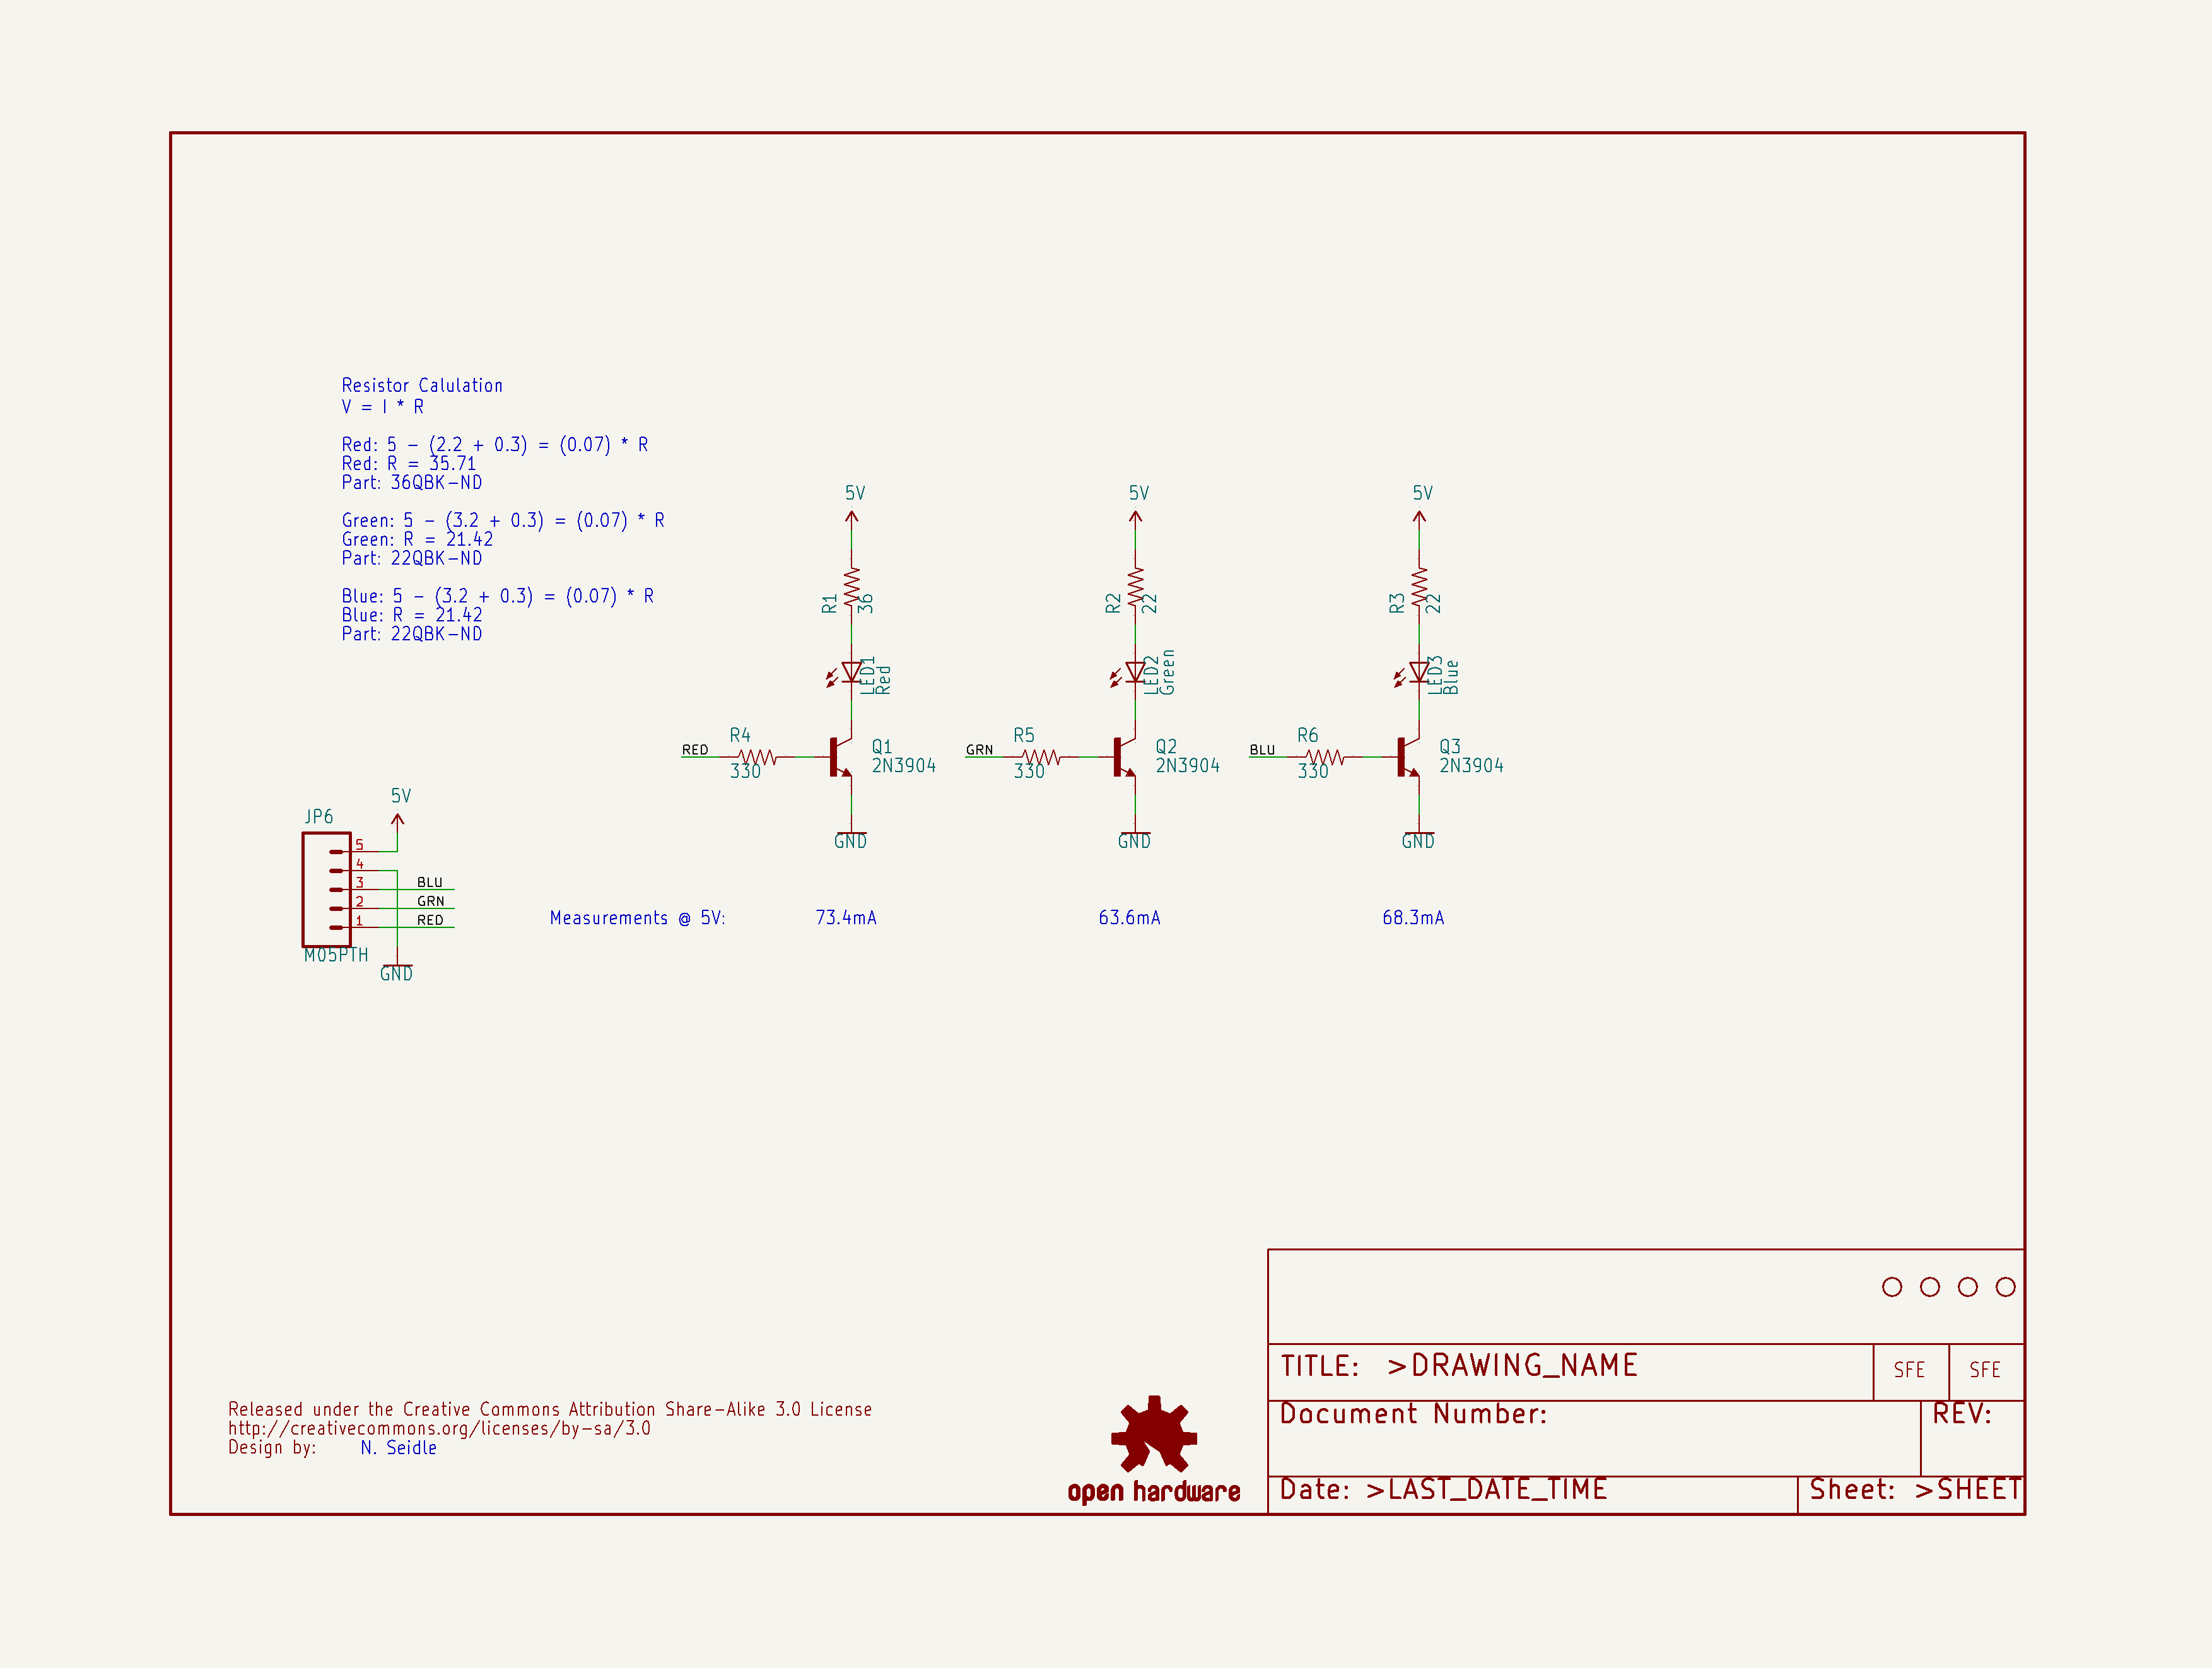 Resistor Calulation
V = I * R
Red: 5 - (2.2 + 0.3) = (0.07) * R
Red: R = 35.71
Part: 36QBK-ND
Green: 5 - (3.2 + 0.3) = (0.07) * R
Green: R = 21.42
Part: 22QBK-ND
Blue: 5 - (3.2 + 0.3) = (0.07) * R
Blue: R = 21.42
Part: 22QBK-ND
5V
R1
36
LED1
Red
RED
R4
330
Q1
2N3904
GND
5V
R2
22
LED2
Green
GRN
R5
330
Q2
2N3904
GND
5V
R3
22
LED3
Blue
BLU
R6
330
Q3
2N3904
GND
5V
JP6
5
4
3 BLU
2 GRN
1 RED
M05PTH
GND
Measurements @ 5V: 73.4mA 63.6mA 68.3mA
Released under the Creative Commons Attribution Share-Alike 3.0 License
http://creativecommons.org/licenses/by-sa/3.0
Design by: N. Seidle
open hardware
TITLE: >DRAWING_NAME
SFE SFE
Document Number:
REV:
Date: >LAST_DATE_TIME
Sheet: >SHEET